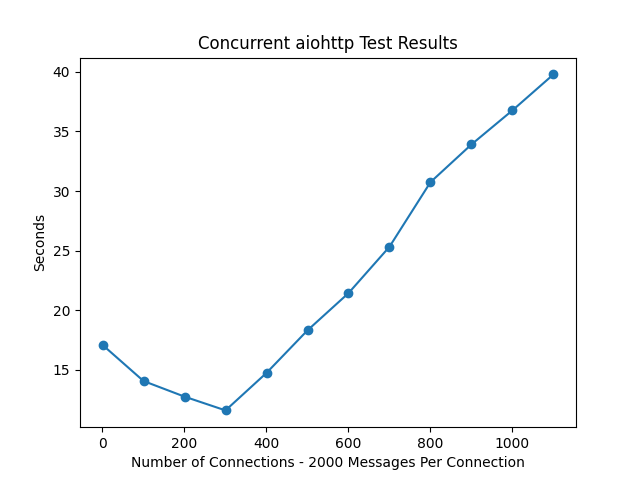 Concurrent aiohttp Test Results
40
35
30
25
20
15
Seconds
0 200 400 600 800 1000
Number of Connections - 2000 Messages Per Connection